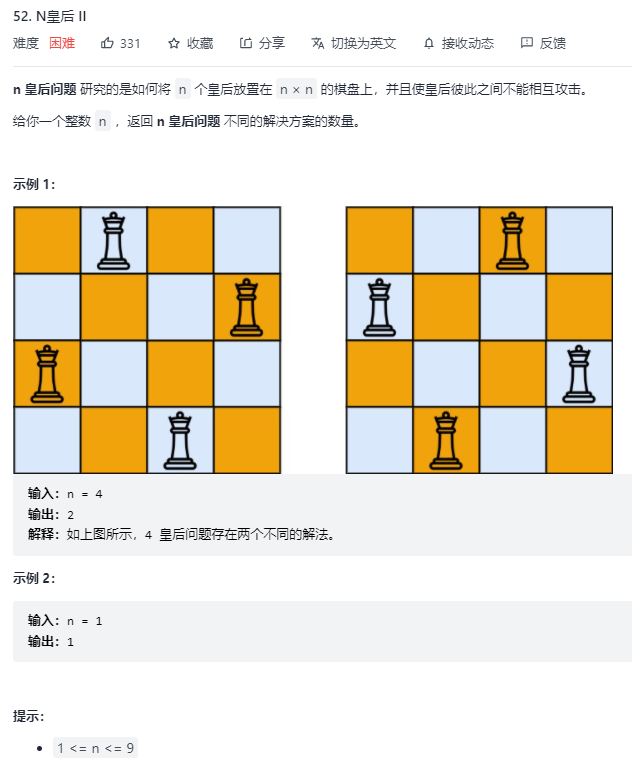 52. N皇后 II
难度 困难 331 收藏 分享 切换为英文 接收动态 反馈
n 皇后问题 研究的是如何将 n 个皇后放置在 n × n 的棋盘上，并且使皇后彼此之间不能相互攻击。
给你一个整数 n ，返回 n 皇后问题 不同的解决方案的数量。
示例 1：
输入：n = 4
输出：2
解释：如上图所示，4 皇后问题存在两个不同的解法。
示例 2：
输入：n = 1
输出：1
提示：
• 1 <= n <= 9